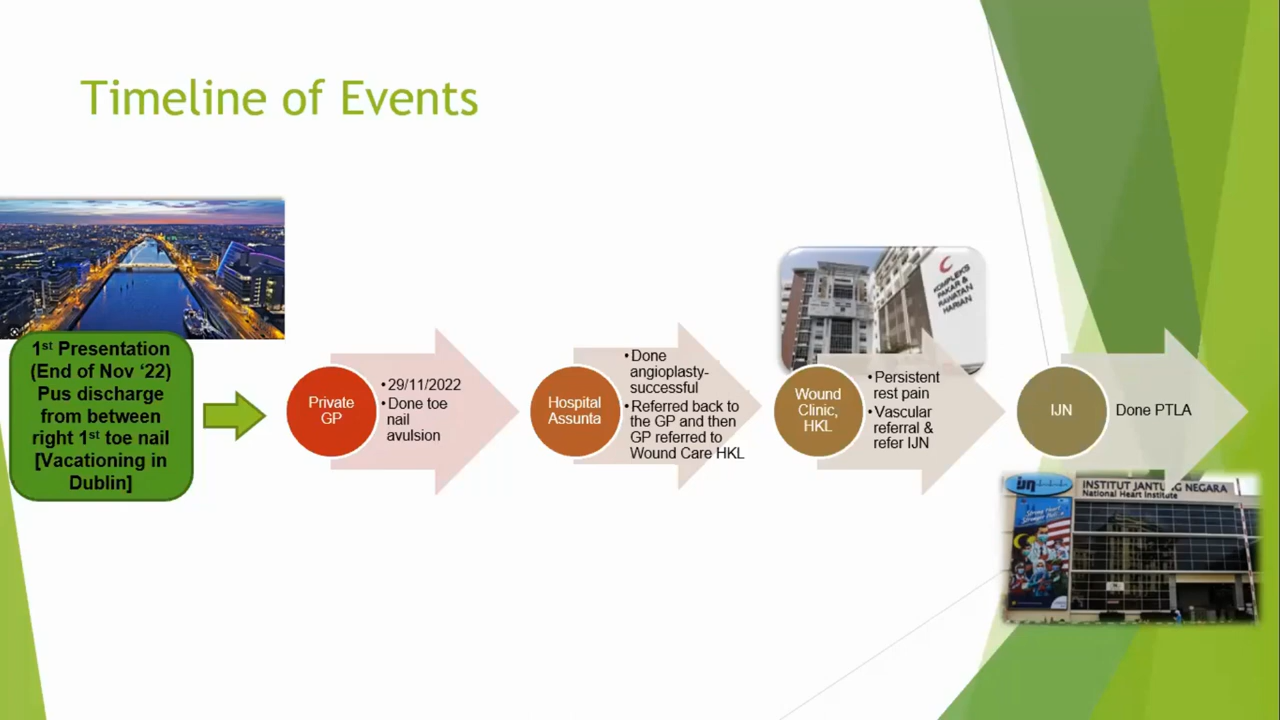 Timeline of Events
1st Presentation
(End of Nov ‘22)
Pus discharge
from between
right 1st toe nail
[Vacationing in
Dublin]
Private
GP
•29/11/2022
•Done toe
nail
avulsion
Hospital
Assunta
•Done
angioplasty-
successful
•Referred back to
the GP and then
GP referred to
Wound Care HKL
KOMPLEKS
PAKAR &
RAWATAN
HARIAN
Wound
Clinic,
HKL
•Persistent
rest pain
•Vascular
referral &
refer IJN
IJN
Done PTLA
ijn
INSTITUT JANTUNG NEGARA
National Heart Institute